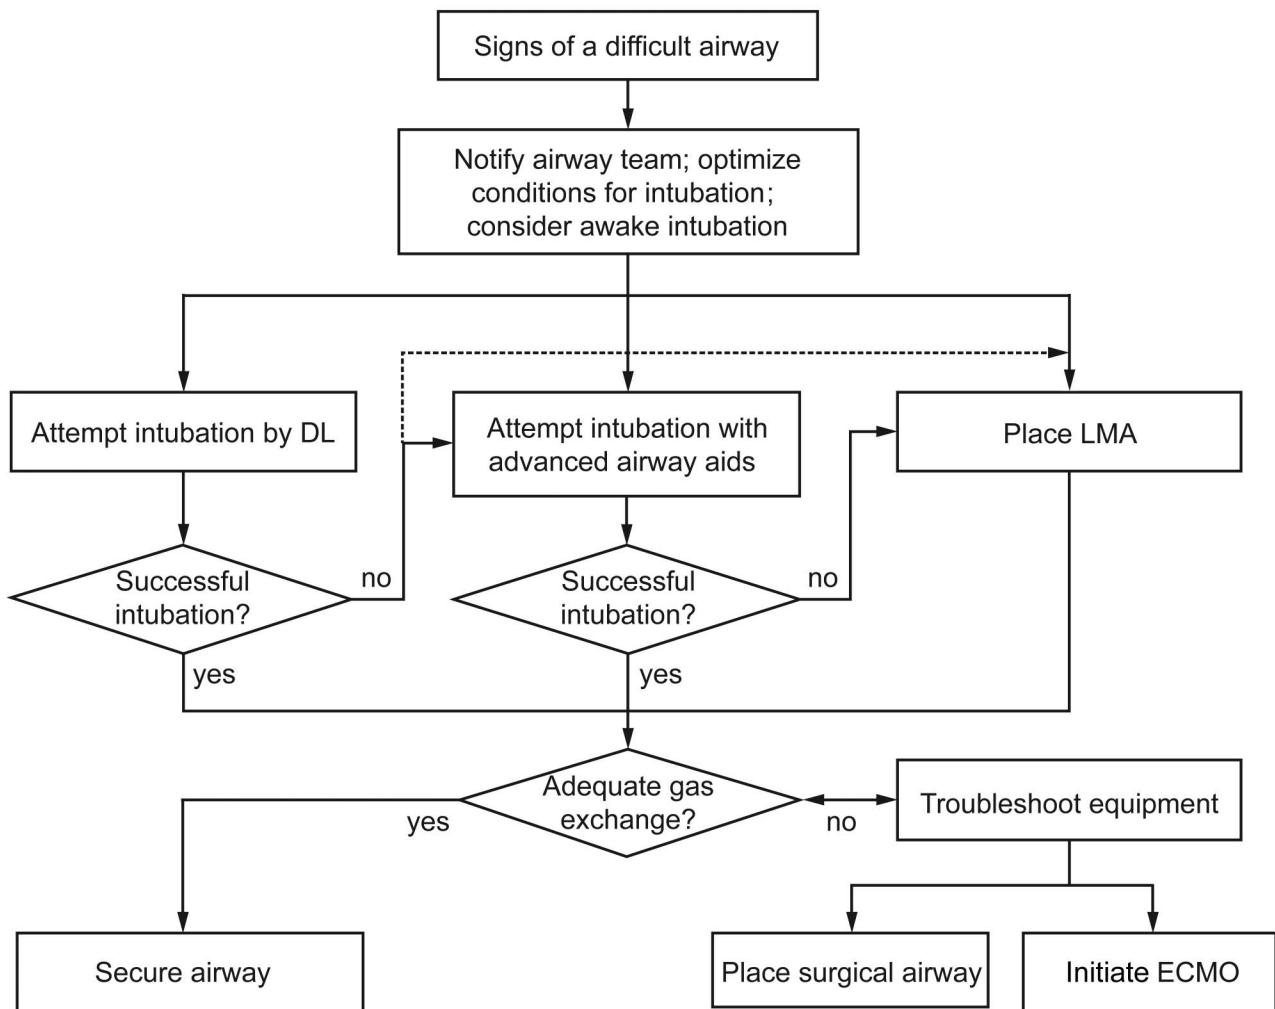 Signs of a difficult airway
Notify airway team; optimize
conditions for intubation;
consider awake intubation
Attempt intubation by DL
Attempt intubation with
advanced airway aids
Place LMA
Successful
intubation?
no
Successful
intubation?
no
yes
yes
Adequate gas
exchange?
yes
no
Troubleshoot equipment
Secure airway
Place surgical airway
Initiate ECMO